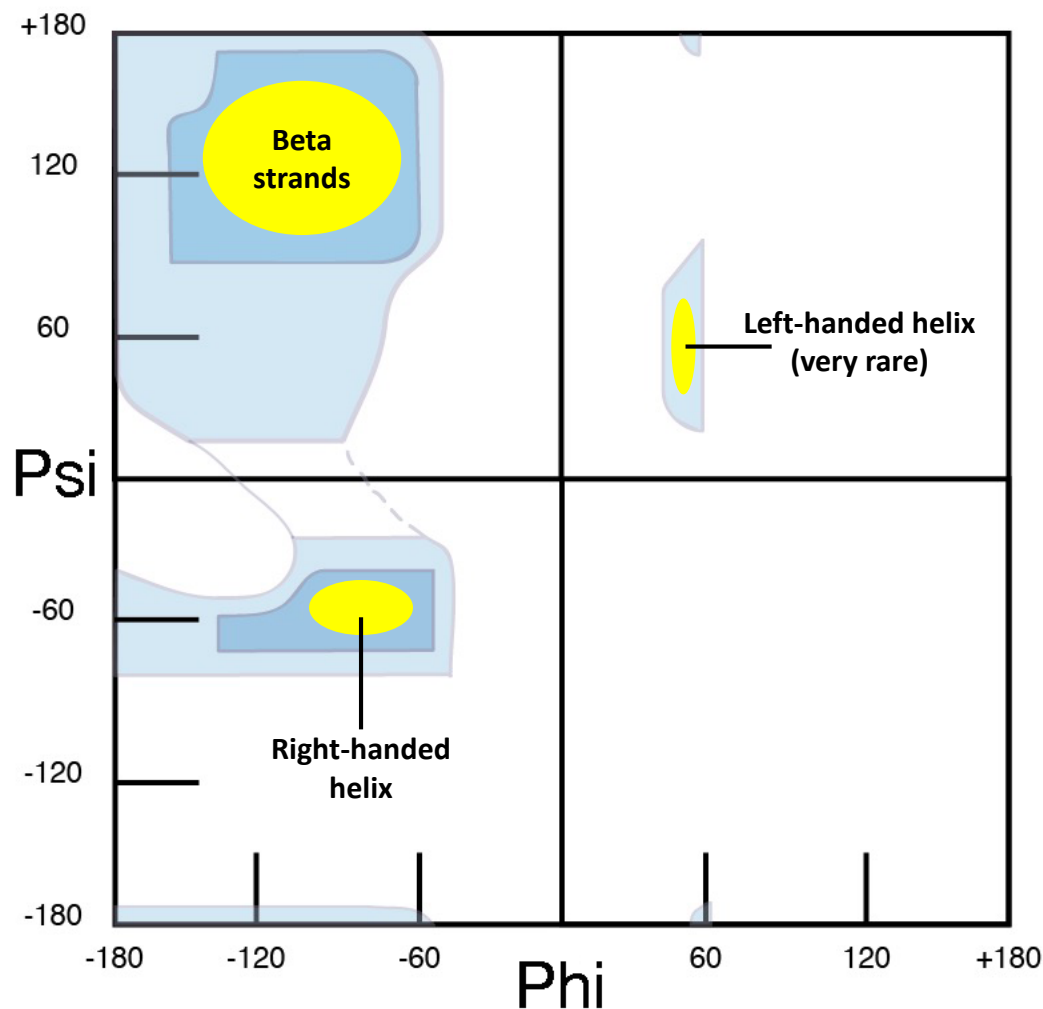 +180
Beta
strands
120
60
Left-handed helix
(very rare)
Psi
-60
Right-handed
helix
-120
-180
-180
-120
-60
60
120
+180
Phi